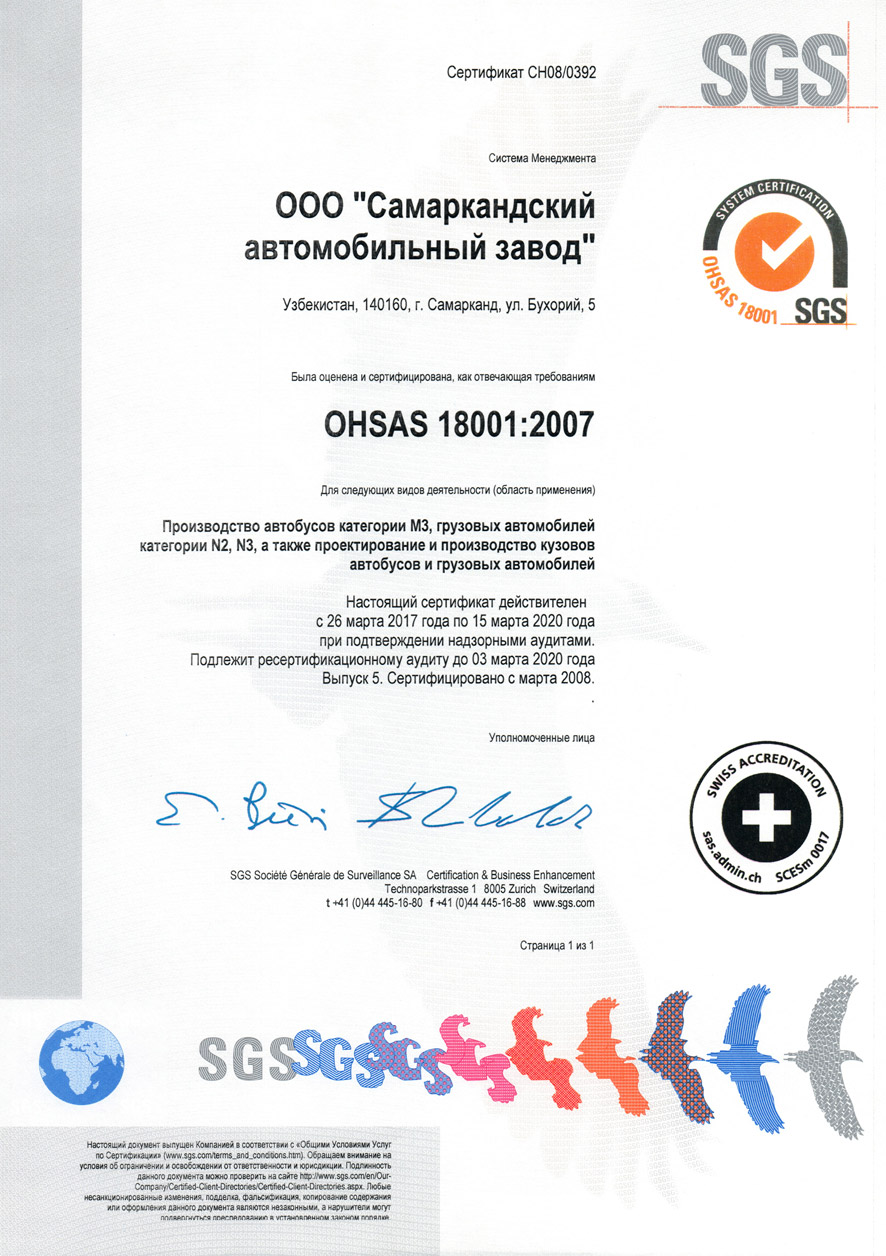 Сертификат CH08/0392
SGS
Система Менеджмента
ООО "Самаркандский
автомобильный завод"
SYSTEM CERTIFICATION
OHSAS 18001
SGS
Узбекистан, 140160, г. Самарканд, ул. Бухорий, 5
Была оценена и сертифицирована, как отвечающая требованиям
OHSAS 18001:2007
Для следующих видов деятельности (область применения)
Производство автобусов категории М3, грузовых автомобилей
категории N2, N3, а также проектирование и производство кузовов
автобусов и грузовых автомобилей
Настоящий сертификат действителен
с 26 марта 2017 года по 15 марта 2020 года
при подтверждении надзорными аудитами.
Подлежит ресертификационному аудиту до 03 марта 2020 года
Выпуск 5. Сертифицировано с марта 2008.
.
Уполномоченные лица
SWISS ACCREDITATION
sas.admin.ch SCESm 0017
SGS Société Générale de Surveillance SA Certification & Business Enhancement
Technoparkstrasse 1 8005 Zurich Switzerland
t +41 (0)44 445-16-80 f +41 (0)44 445-16-88 www.sgs.com
Страница 1 из 1
SGS SGS SGS
Настоящий документ выпущен Компанией в соответствии с «Общими Условиями Услуг
по Сертификации» (www.sgs.com/terms_and_conditions.htm). Обращаем внимание на
условия об ограничении и освобождении от ответственности и юрисдикции. Подлинность
данного документа можно проверить на сайте http://www.sgs.com/en/Our-
Company/Certified-Client-Directories/Certified-Client-Directories.aspx. Любые
несанкционированные изменения, подделка, фальсификация, копирование содержания
или оформления данного документа являются незаконными, а нарушители могут
подвергнуться преследованию в установленном законом порядке.